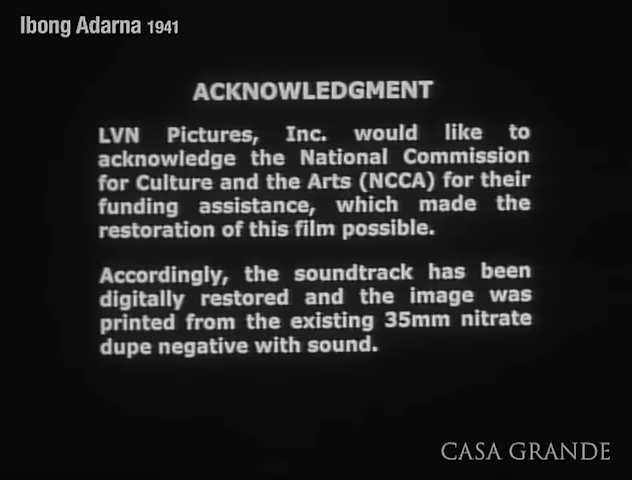 Ibong Adarna 1941
ACKNOWLEDGMENT
LVN Pictures, Inc. would like to
acknowledge the National Commission
for Culture and the Arts (NCCA) for their
funding assistance, which made the
restoration of this film possible.
Accordingly, the soundtrack has been
digitally restored and the image was
printed from the existing 35mm nitrate
dupe negative with sound.
CASA GRANDE